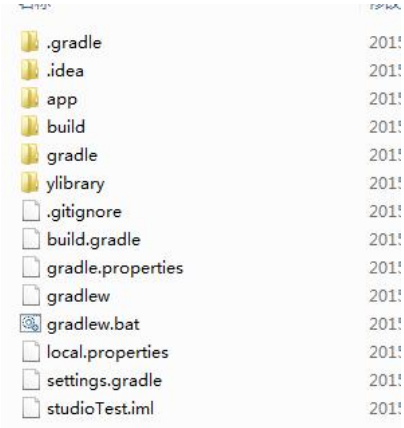 .gradle 2015
.idea 2015
app 2015
build 2015
gradle 2015
ylibrary 2015
.gitignore 2015
build.gradle 2015
gradle.properties 2015
gradlew 2015
gradlew.bat 2015
local.properties 2015
settings.gradle 2015
studioTest.iml 2015